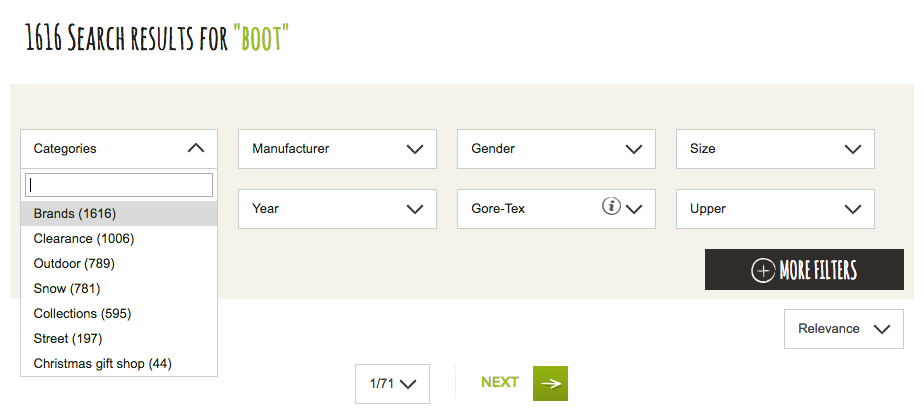 1616 Search results for "boot"
Categories
Manufacturer
Gender
Size
Brands (1616)
Clearance (1006)
Outdoor (789)
Snow (781)
Collections (595)
Street (197)
Christmas gift shop (44)
Year
Gore-Tex
Upper
MORE FILTERS
Relevance
1/71
NEXT